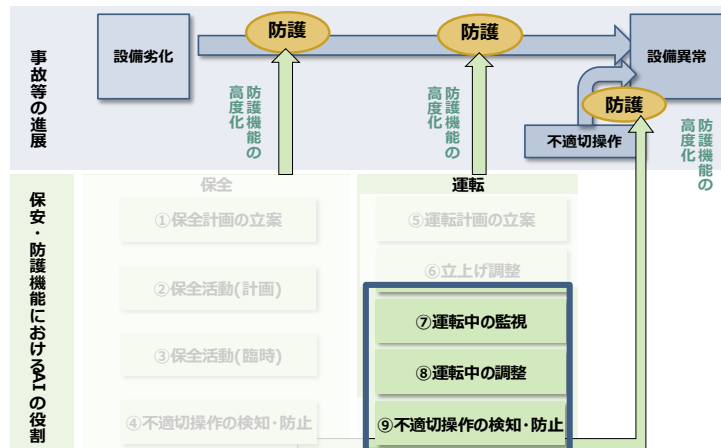 事故等の進展
設備劣化
防護
防護
設備異常
防護
不適切操作
防護機能の
高度化
防護機能の
高度化
防護機能の
高度化
保安・防護機能におけるAIの役割
保全
①保全計画の立案
②保全活動(計画)
③保全活動(臨時)
④不適切操作の検知・防止
運転
⑤運転計画の立案
⑥立上げ調整
⑦運転中の監視
⑧運転中の調整
⑨不適切操作の検知・防止